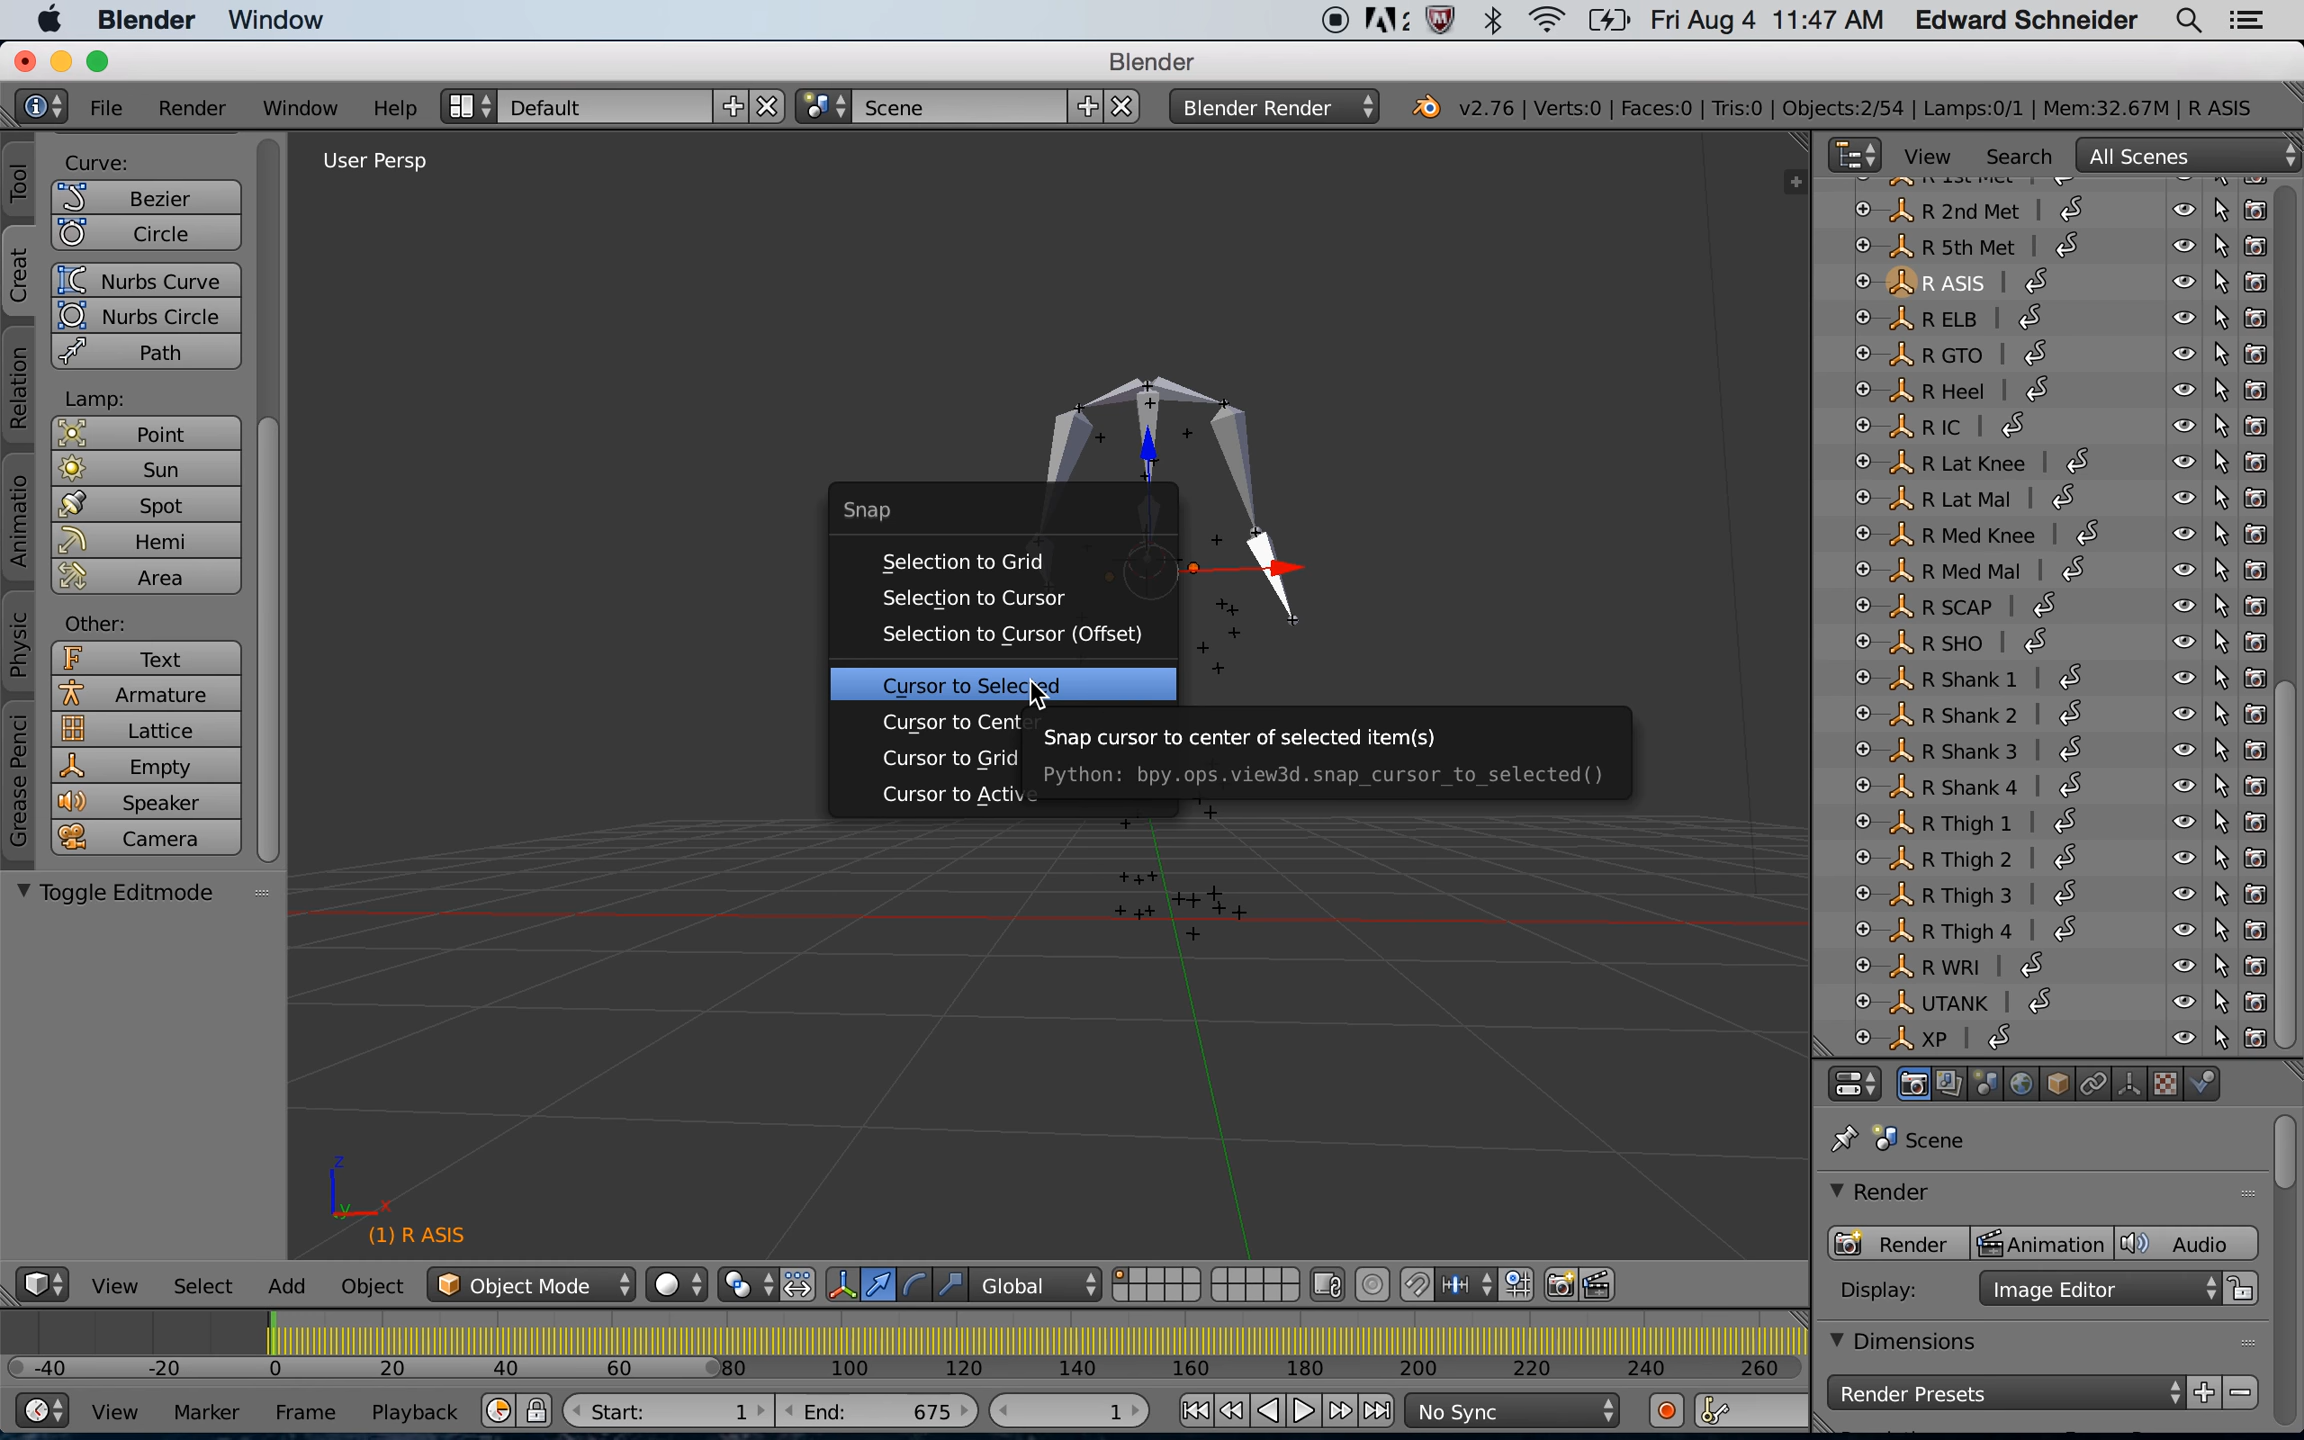 Blender Window
Fri Aug 4 11:47 AM Edward Schneider
Blender
File Render Window Help Default Scene Blender Render v2.76 | Verts:0 | Faces:0 | Tris:0 | Objects:2/54 | Lamps:0/1 | Mem:32.67M | R ASIS
Tool
Creat
Relation
Animatio
Physic
Grease Penci
Curve:
Bezier
Circle
Nurbs Curve
Nurbs Circle
Path
Lamp:
Point
Sun
Spot
Hemi
Area
Other:
Text
Armature
Lattice
Empty
Speaker
Camera
Toggle Editmode
User Persp
Snap
Selection to Grid
Selection to Cursor
Selection to Cursor (Offset)
Cursor to Selected
Cursor to Center
Cursor to Grid
Cursor to Active
Snap cursor to center of selected item(s)
Python: bpy.ops.view3d.snap_cursor_to_selected()
z
y x
(1) R ASIS
View Search All Scenes
R 1st Met
R 2nd Met
R 5th Met
R ASIS
R ELB
R GTO
R Heel
R IC
R Lat Knee
R Lat Mal
R Med Knee
R Med Mal
R SCAP
R SHO
R Shank 1
R Shank 2
R Shank 3
R Shank 4
R Thigh 1
R Thigh 2
R Thigh 3
R Thigh 4
R WRI
UTANK
XP
Scene
Render
Render Animation Audio
Display: Image Editor
Dimensions
Render Presets
View Select Add Object Object Mode Global
-40 -20 0 20 40 60 80 100 120 140 160 180 200 220 240 260
View Marker Frame Playback Start: 1 End: 675 1 No Sync